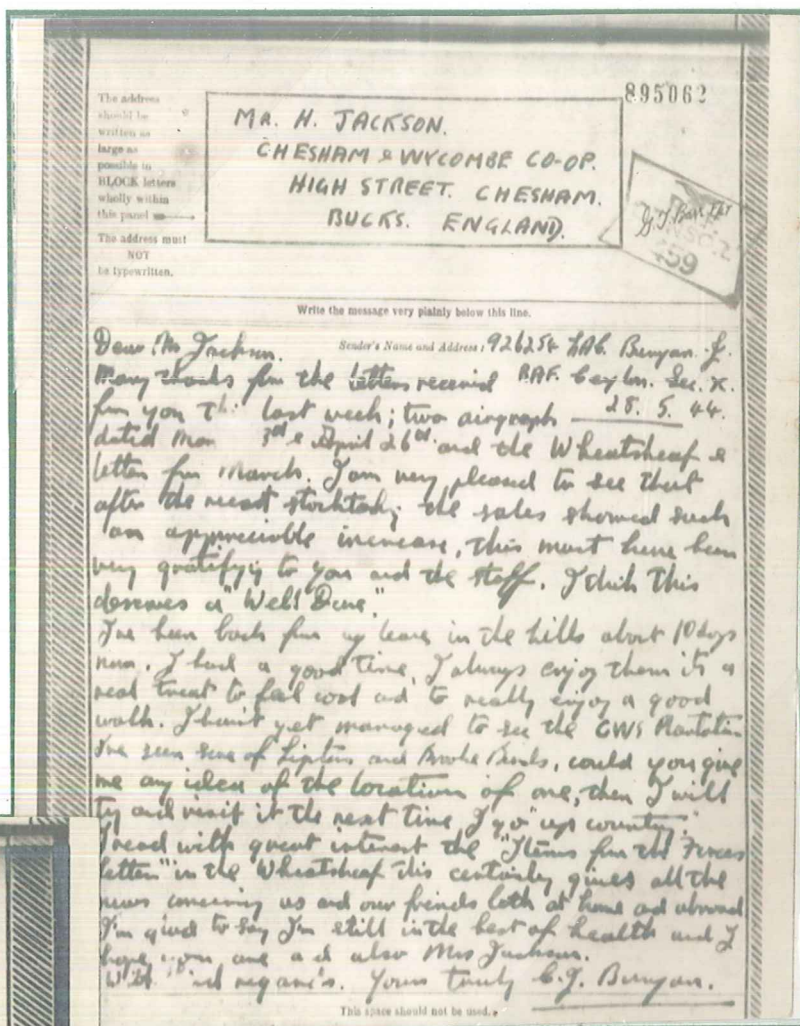 895062
The address
should be
written as
large as
possible in
BLOCK letters
wholly within
this panel
The address must
NOT
be typewritten.
MR. H. JACKSON.
CHESHAM & WYCOMBE CO-OP.
HIGH STREET. CHESHAM.
BUCKS. ENGLAND.
459
Write the message very plainly below this line.
Dear Mr Jackson.
Sender's Name and Address: 926254 LAC. Bunyan. J.
Many thanks for the letters received RAF. Ceylon. Sec. X.
from you this last week; two airgraph 28. 5. 44.
dated Mar 3rd & April 26th and the Wheatsheaf &
letter for March. I am very pleased to see that
after the recent stocktaking the sales showed such
an appreciable increase, this must have been
very gratifying to you and the staff. I think this
deserves a "Well Done".
I've been back from my leave in the hills about 10 days
now. I had a good time, I always enjoy them it's a
real treat to feel cool and to really enjoy a good
walk. I haven't yet managed to see the CWS Plantation
I've seen some of Liptons and Brooke Bonds, could you give
me any idea of the location of one, then I will
try and visit it the next time I go "up country."
I read with great interest the "Items from the Forces
letters" in the Wheatsheaf this certainly gives all the
news concerning us and our friends both at home and abroad
I'm glad to say I'm still in the best of health and I
hope you are and also Mrs Jackson.
With kind regards. Yours truly C.J. Bunyan.
This space should not be used.